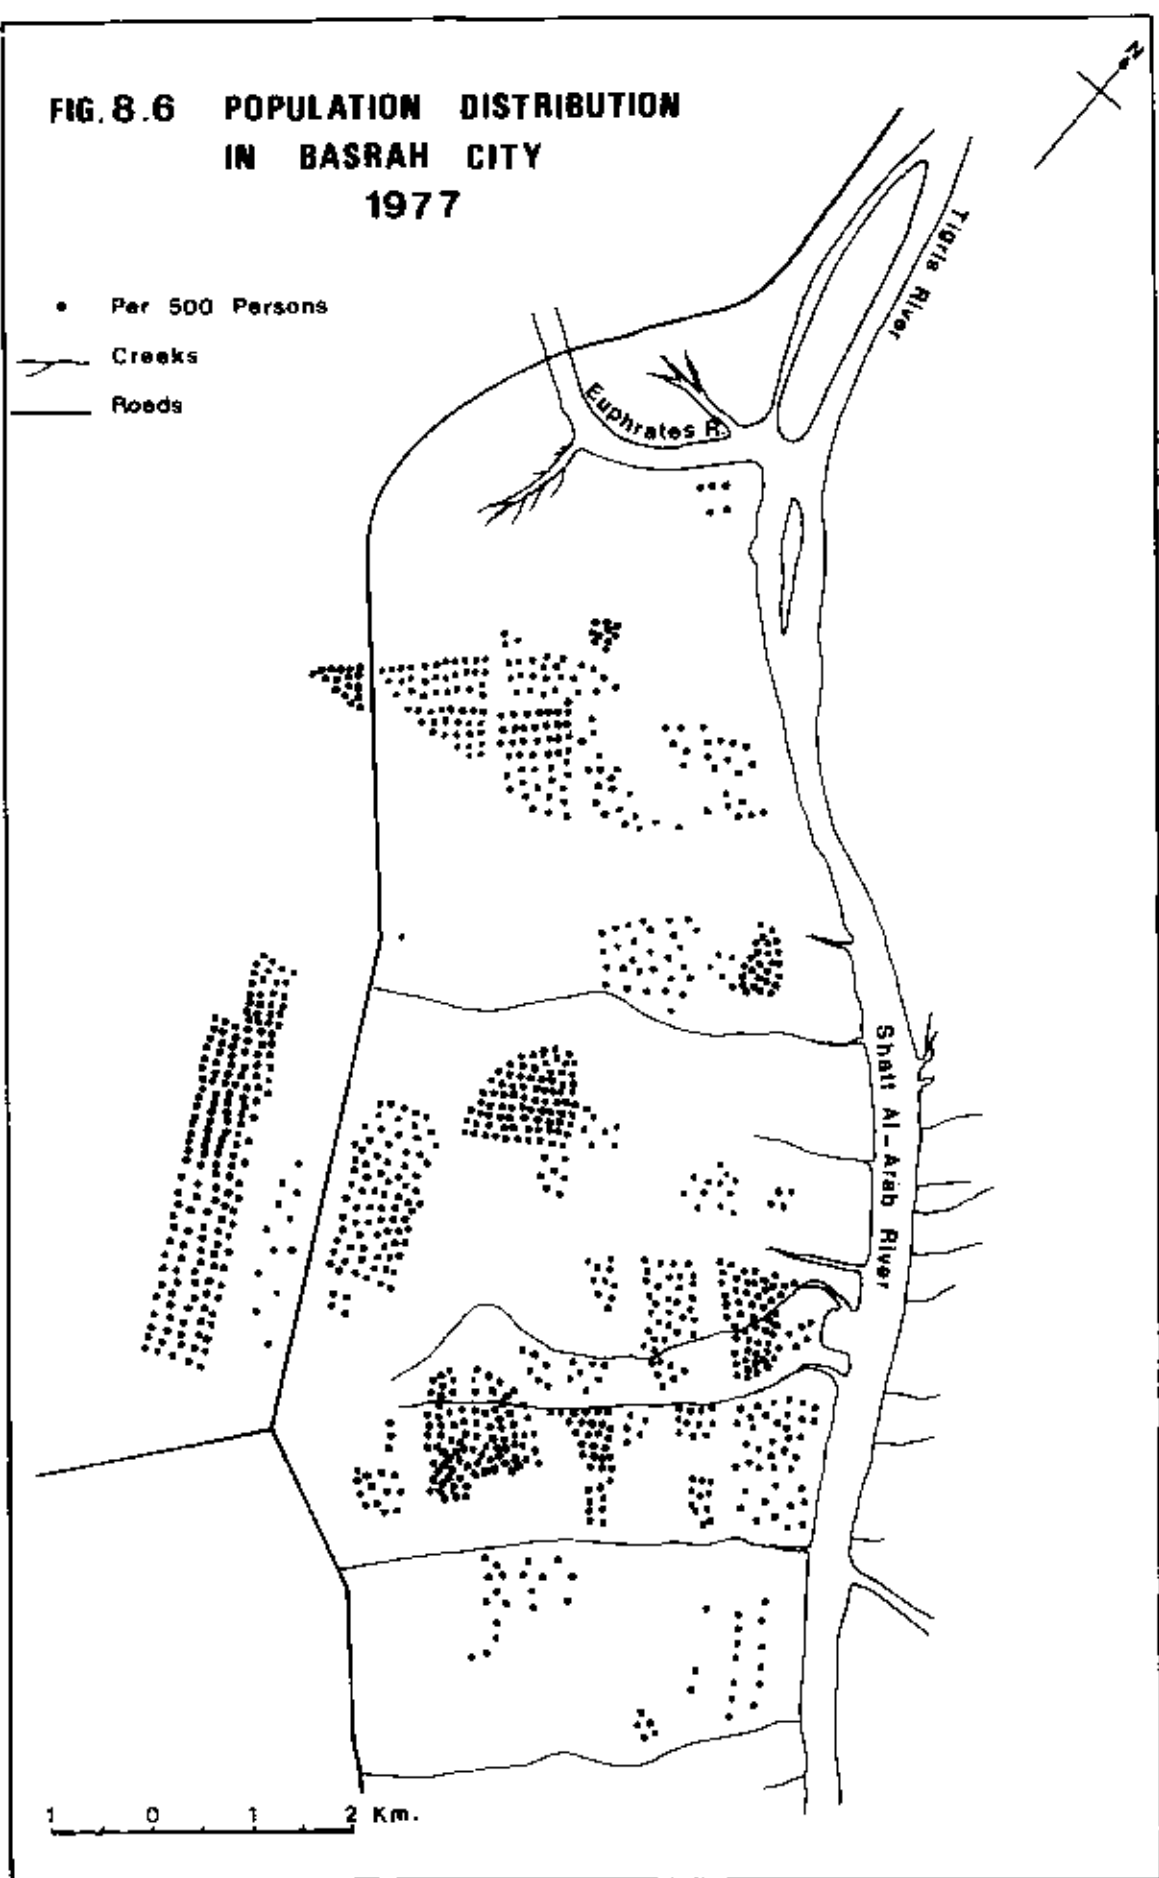 FIG. 8.6 POPULATION DISTRIBUTION
IN BASRAH CITY
1977
N
Per 500 Persons
Creeks
Roads
Tigris River
Euphrates R.
Shatt Al-Arab River
1 0 1 2 Km.